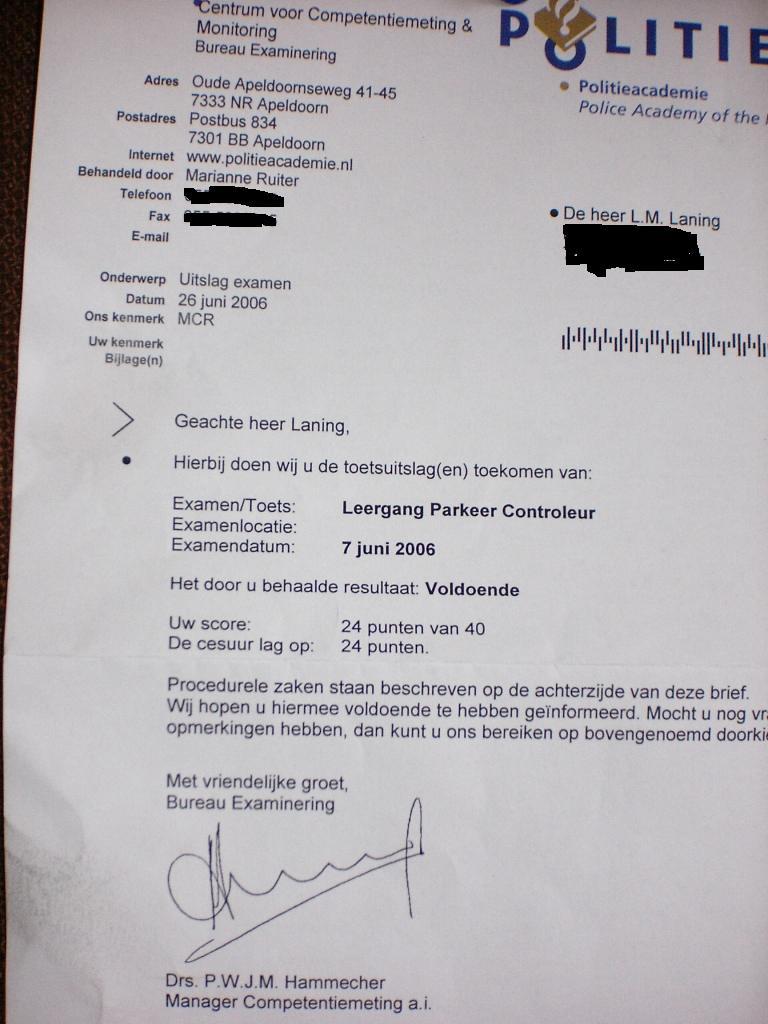 Centrum voor Competentiemeting &
Monitoring
Bureau Examinering
POLITIE
Politieacademie
Police Academy of the
Adres Oude Apeldoornseweg 41-45
7333 NR Apeldoorn
Postadres Postbus 834
7301 BB Apeldoorn
Internet www.politieacademie.nl
Behandeld door Marianne Ruiter
Telefoon
Fax
E-mail
De heer L.M. Laning
Onderwerp Uitslag examen
Datum 26 juni 2006
Ons kenmerk MCR
Uw kenmerk
Bijlage(n)
Geachte heer Laning,
Hierbij doen wij u de toetsuitslag(en) toekomen van:
Examen/Toets: Leergang Parkeer Controleur
Examenlocatie:
Examendatum: 7 juni 2006
Het door u behaalde resultaat: Voldoende
Uw score: 24 punten van 40
De cesuur lag op: 24 punten.
Procedurele zaken staan beschreven op de achterzijde van deze brief.
Wij hopen u hiermee voldoende te hebben geïnformeerd. Mocht u nog
opmerkingen hebben, dan kunt u ons bereiken op bovengenoemd
Met vriendelijke groet,
Bureau Examinering
Drs. P.W.J.M. Hammecher
Manager Competentiemeting a.i.